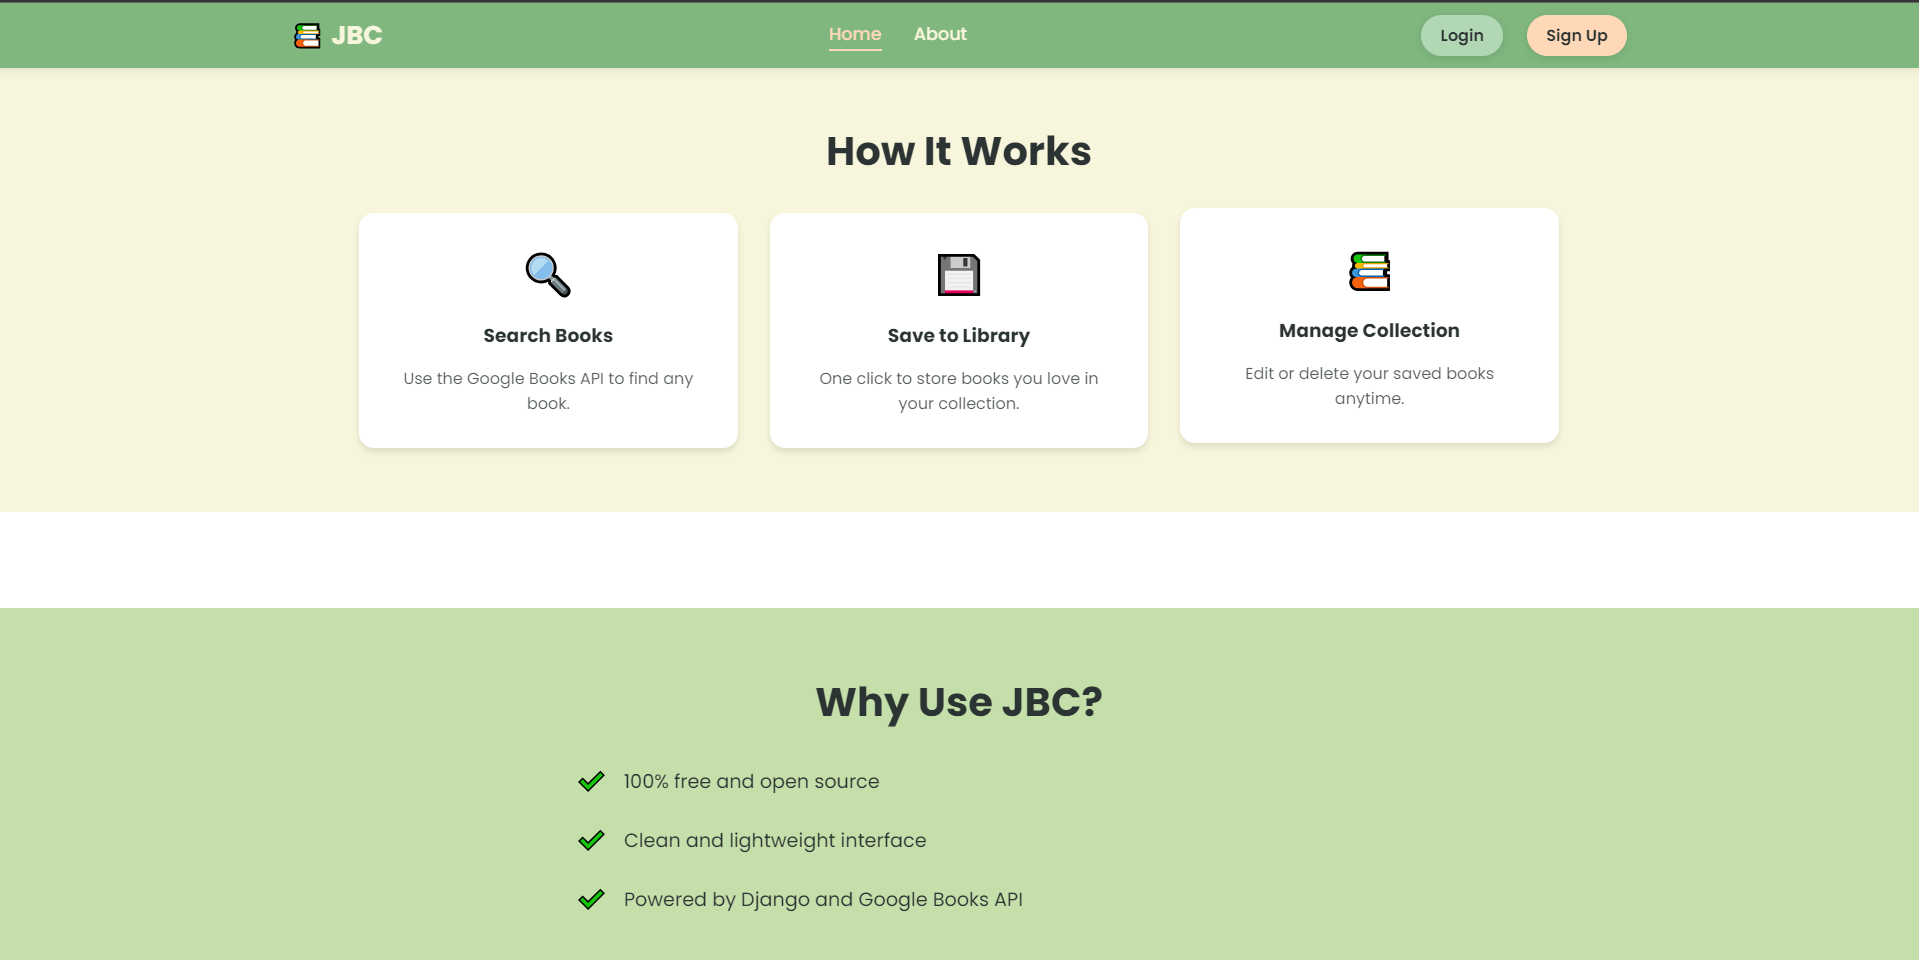 JBC
Home
About
Login
Sign Up
How It Works
Search Books
Use the Google Books API to find any
book.
Save to Library
One click to store books you love in
your collection.
Manage Collection
Edit or delete your saved books
anytime.
Why Use JBC?
100% free and open source
Clean and lightweight interface
Powered by Django and Google Books API